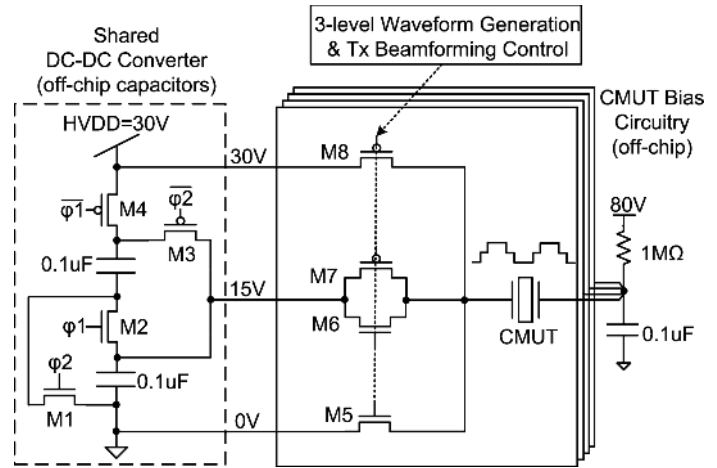 3-level Waveform Generation
& Tx Beamforming Control
Shared
DC-DC Converter
(off-chip capacitors)
CMUT Bias
Circuitry
(off-chip)
HVDD=30V
30V
M8
φ1
M4
φ2
M3
0.1uF
80V
1MΩ
M7
15V
M6
φ1
M2
CMUT
0.1uF
φ2
0.1uF
M1
M5
0V